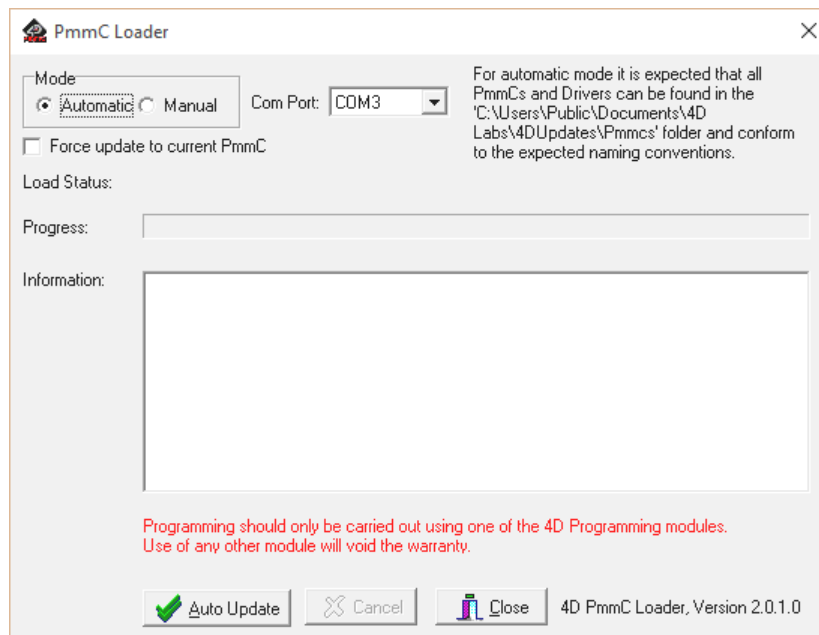 PmmC Loader
Mode
Automatic
Manual
Com Port:
COM3
For automatic mode it is expected that all
PmmCs and Drivers can be found in the
'C:\Users\Public\Documents\4D
Labs\4DUpdates\Pmmcs' folder and conform
to the expected naming conventions.
Force update to current PmmC
Load Status:
Progress:
Information:
Programming should only be carried out using one of the 4D Programming modules.
Use of any other module will void the warranty.
Auto Update
Cancel
Close
4D PmmC Loader, Version 2.0.1.0